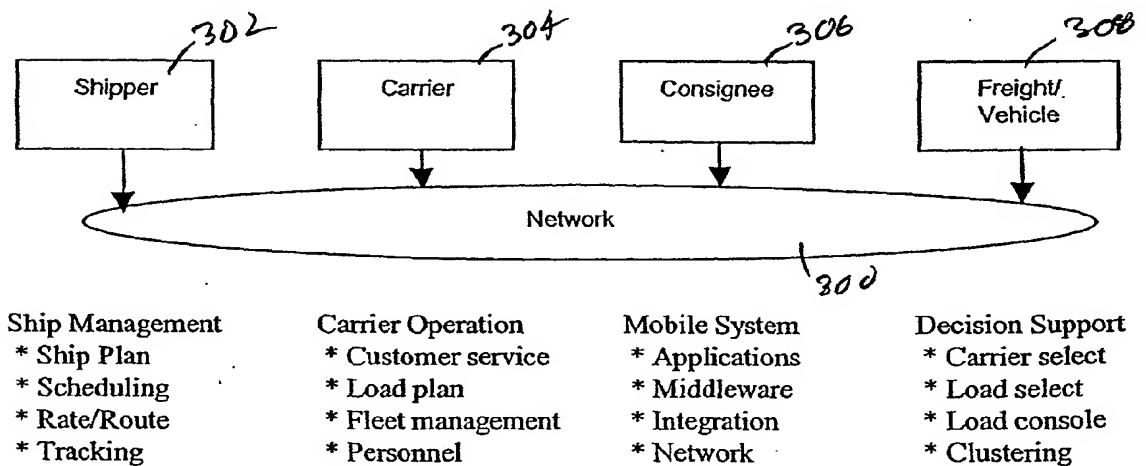 302
304
306
308
Shipper
Carrier
Consignee
Freight/
Vehicle
Network
300
Ship Management
* Ship Plan
* Scheduling
* Rate/Route
* Tracking
Carrier Operation
* Customer service
* Load plan
* Fleet management
* Personnel
Mobile System
* Applications
* Middleware
* Integration
* Network
Decision Support
* Carrier select
* Load select
* Load console
* Clustering